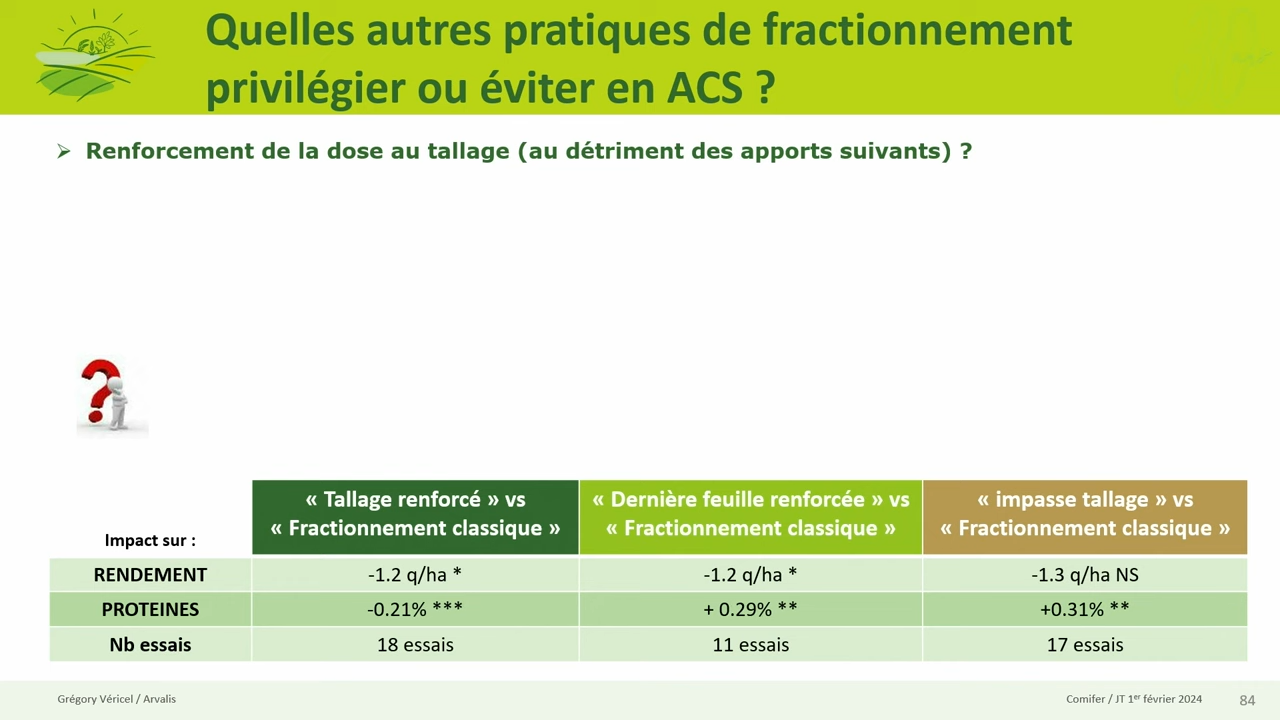 Quelles autres pratiques de fractionnement
privilégier ou éviter en ACS ?
➢ Renforcement de la dose au tallage (au détriment des apports suivants) ?
« Tallage renforcé » vs
« Fractionnement classique »
« Dernière feuille renforcée » vs
« Fractionnement classique »
« impasse tallage » vs
« Fractionnement classique »
Impact sur :
RENDEMENT -1.2 q/ha * -1.2 q/ha * -1.3 q/ha NS
PROTEINES -0.21% *** + 0.29% ** +0.31% **
Nb essais 18 essais 11 essais 17 essais
Grégory Véricel / Arvalis
Comifer / JT 1er février 2024
84